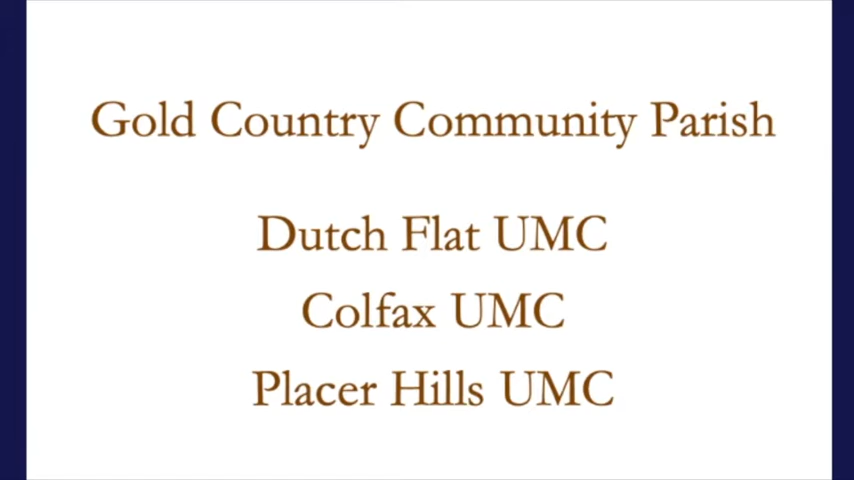 Gold Country Community Parish
Dutch Flat UMC
Colfax UMC
Placer Hills UMC